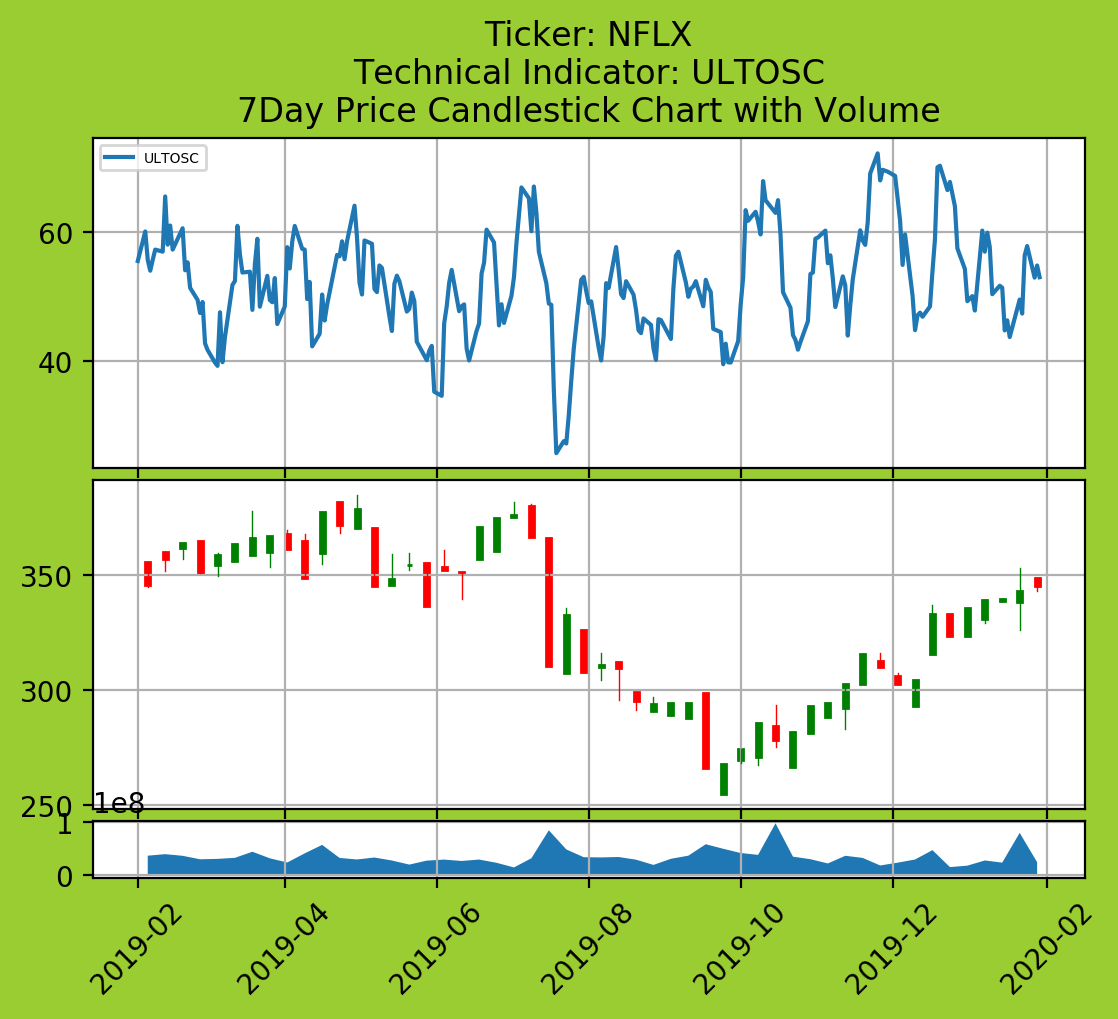 Ticker: NFLX
Technical Indicator: ULTOSC
7Day Price Candlestick Chart with Volume
ULTOSC
60
40
350
300
250
1e8
1
0
2019-02
2019-04
2019-06
2019-08
2019-10
2019-12
2020-02